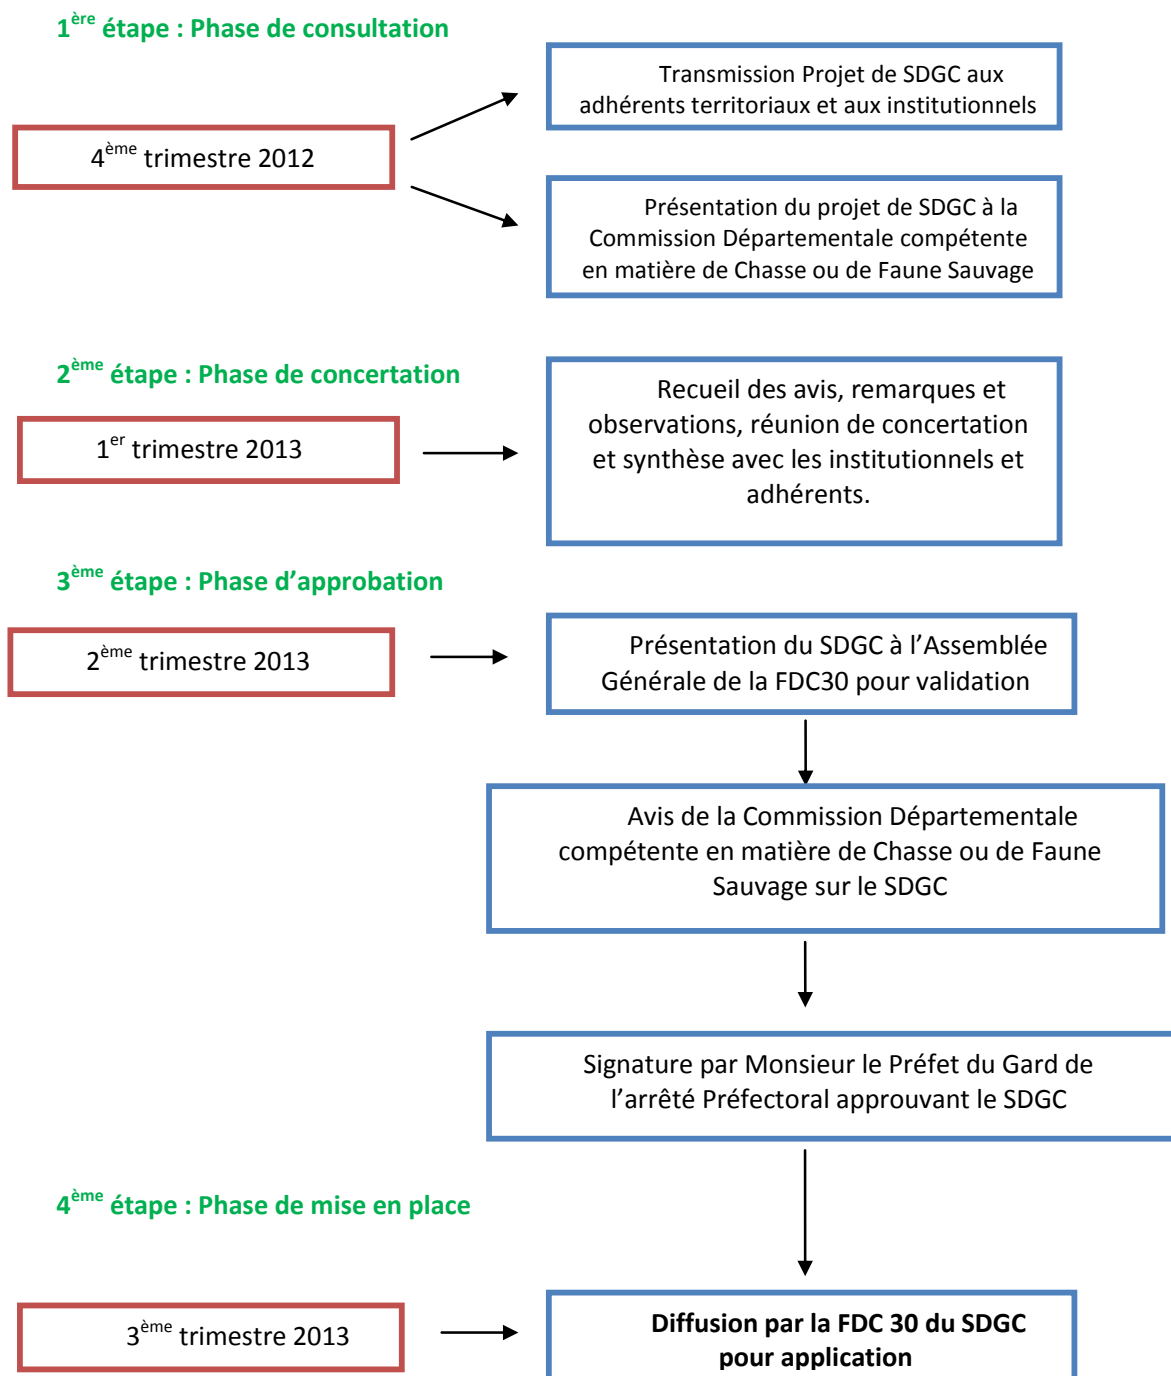 1ère étape : Phase de consultation
Transmission Projet de SDGC aux
adhérents territoriaux et aux institutionnels
4ème trimestre 2012
Présentation du projet de SDGC à la
Commission Départementale compétente
en matière de Chasse ou de Faune Sauvage
2ème étape : Phase de concertation
1er trimestre 2013
Recueil des avis, remarques et
observations, réunion de concertation
et synthèse avec les institutionnels et
adhérents.
3ème étape : Phase d’approbation
2ème trimestre 2013
Présentation du SDGC à l’Assemblée
Générale de la FDC30 pour validation
Avis de la Commission Départementale
compétente en matière de Chasse ou de Faune
Sauvage sur le SDGC
Signature par Monsieur le Préfet du Gard de
l’arrêté Préfectoral approuvant le SDGC
4ème étape : Phase de mise en place
3ème trimestre 2013
Diffusion par la FDC 30 du SDGC
pour application